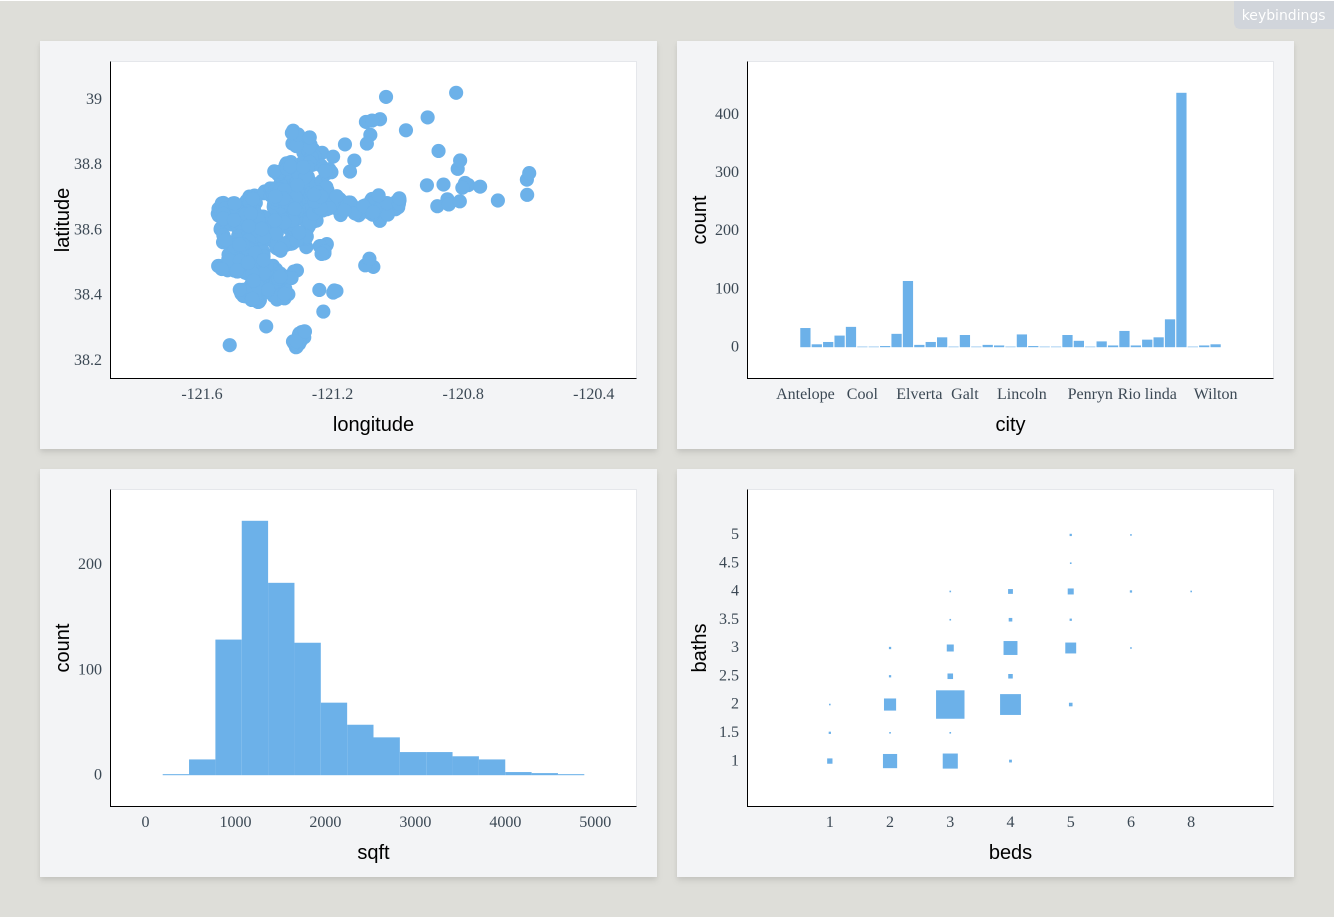 keybindings
39
38.8
38.6
38.4
38.2
latitude
-121.6 -121.2 -120.8 -120.4
longitude
400
300
200
100
0
count
Antelope Cool Elverta Galt Lincoln Penryn Rio linda Wilton
city
200
100
0
count
0 1000 2000 3000 4000 5000
sqft
5
4.5
4
3.5
3
2.5
2
1.5
1
baths
1 2 3 4 5 6 8
beds